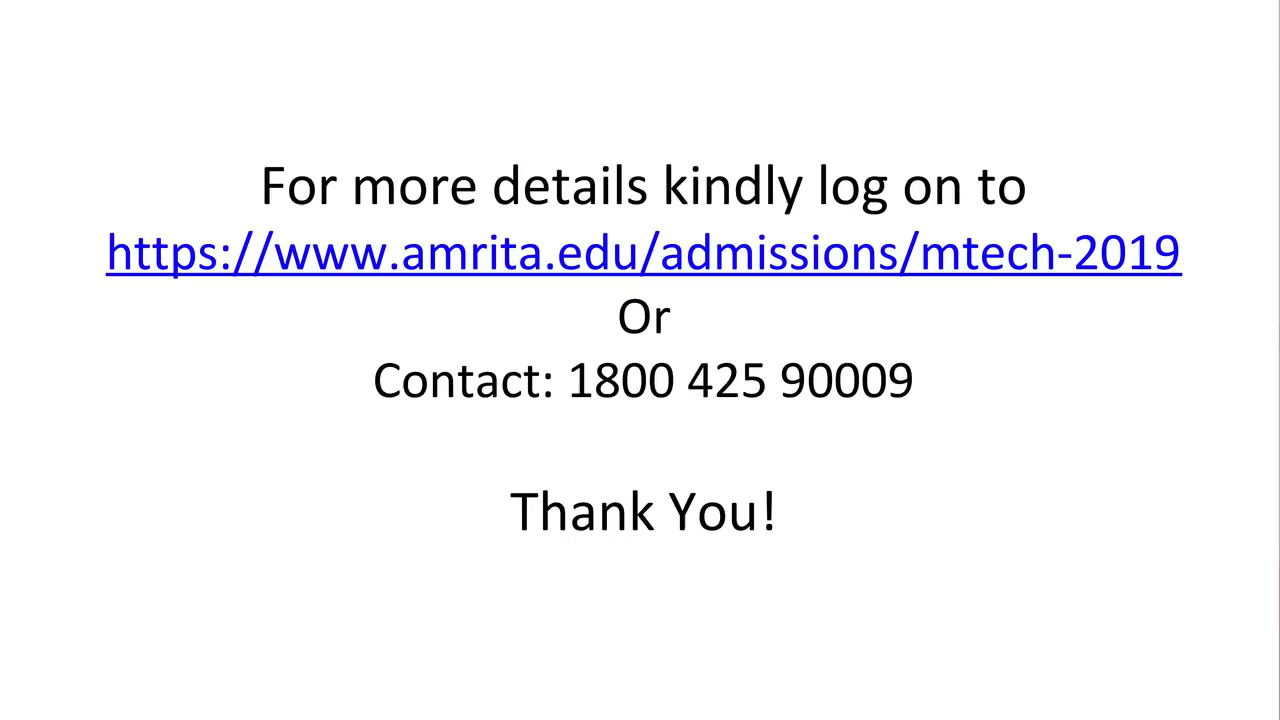 For more details kindly log on to
https://www.amrita.edu/admissions/mtech-2019
Or
Contact: 1800 425 90009
Thank You!